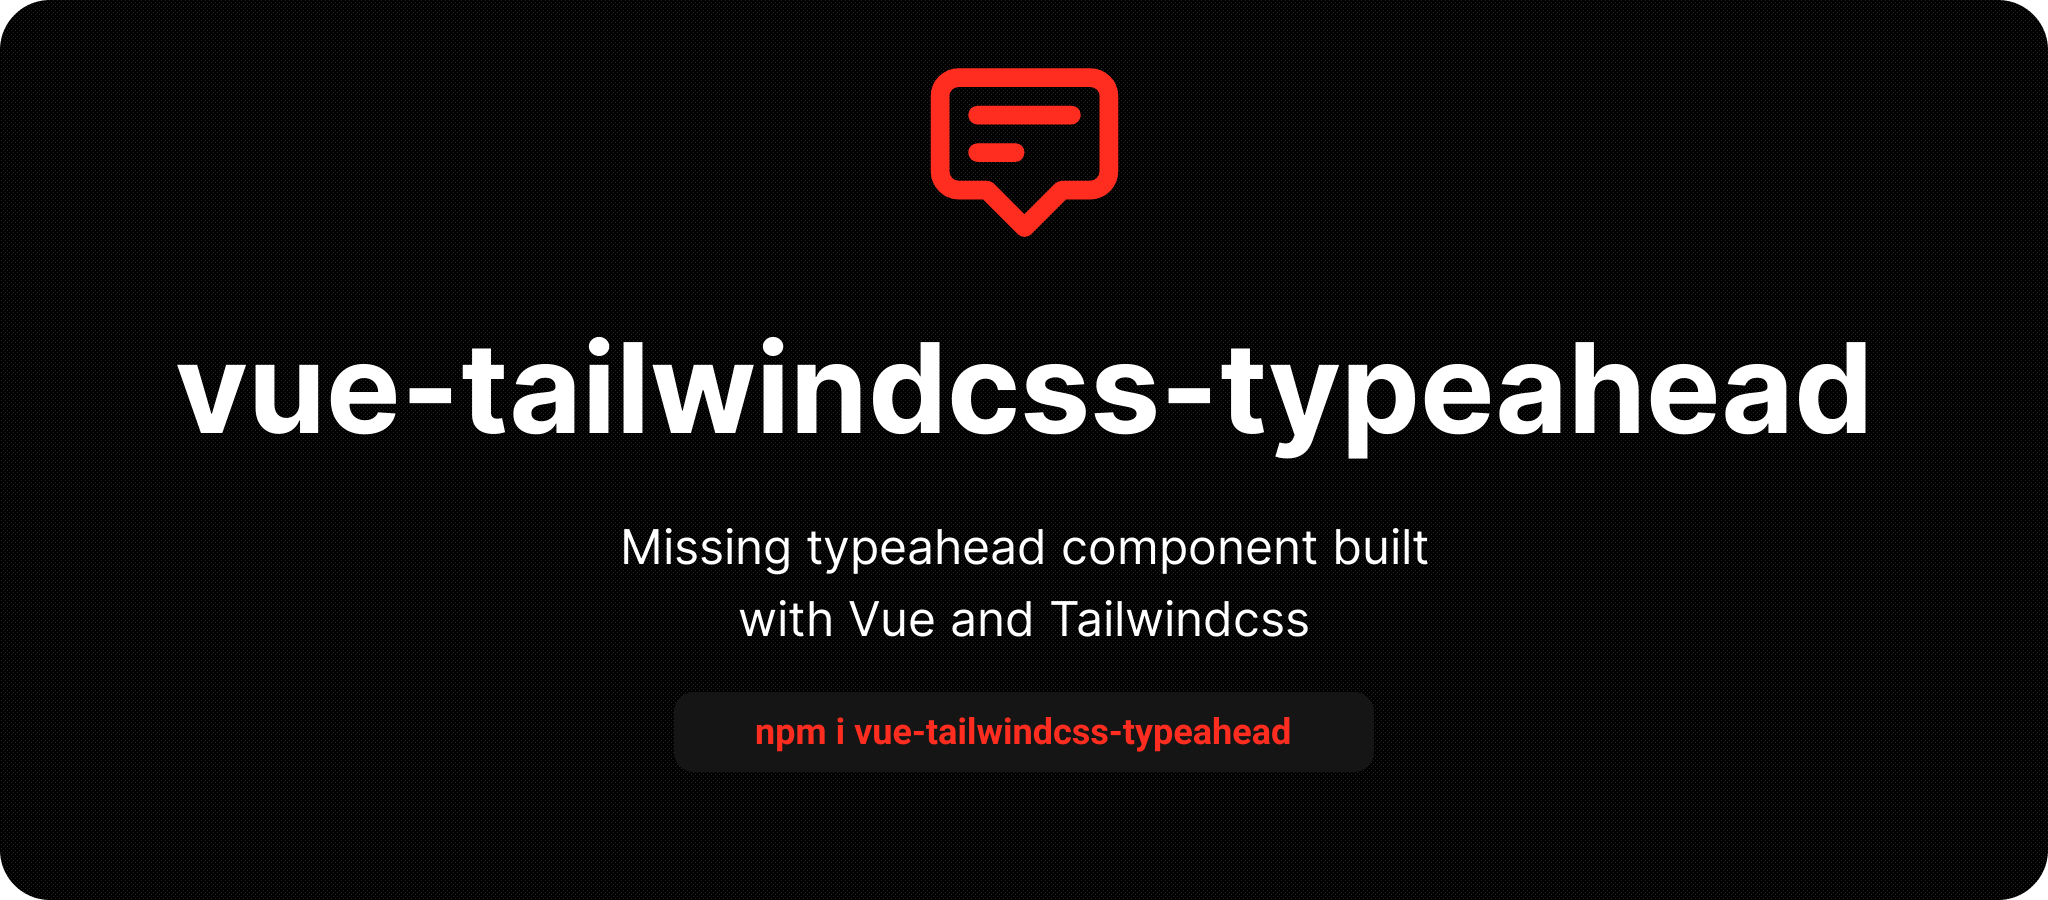 vue-tailwindcss-typeahead
Missing typeahead component built
with Vue and Tailwindcss
npm i vue-tailwindcss-typeahead